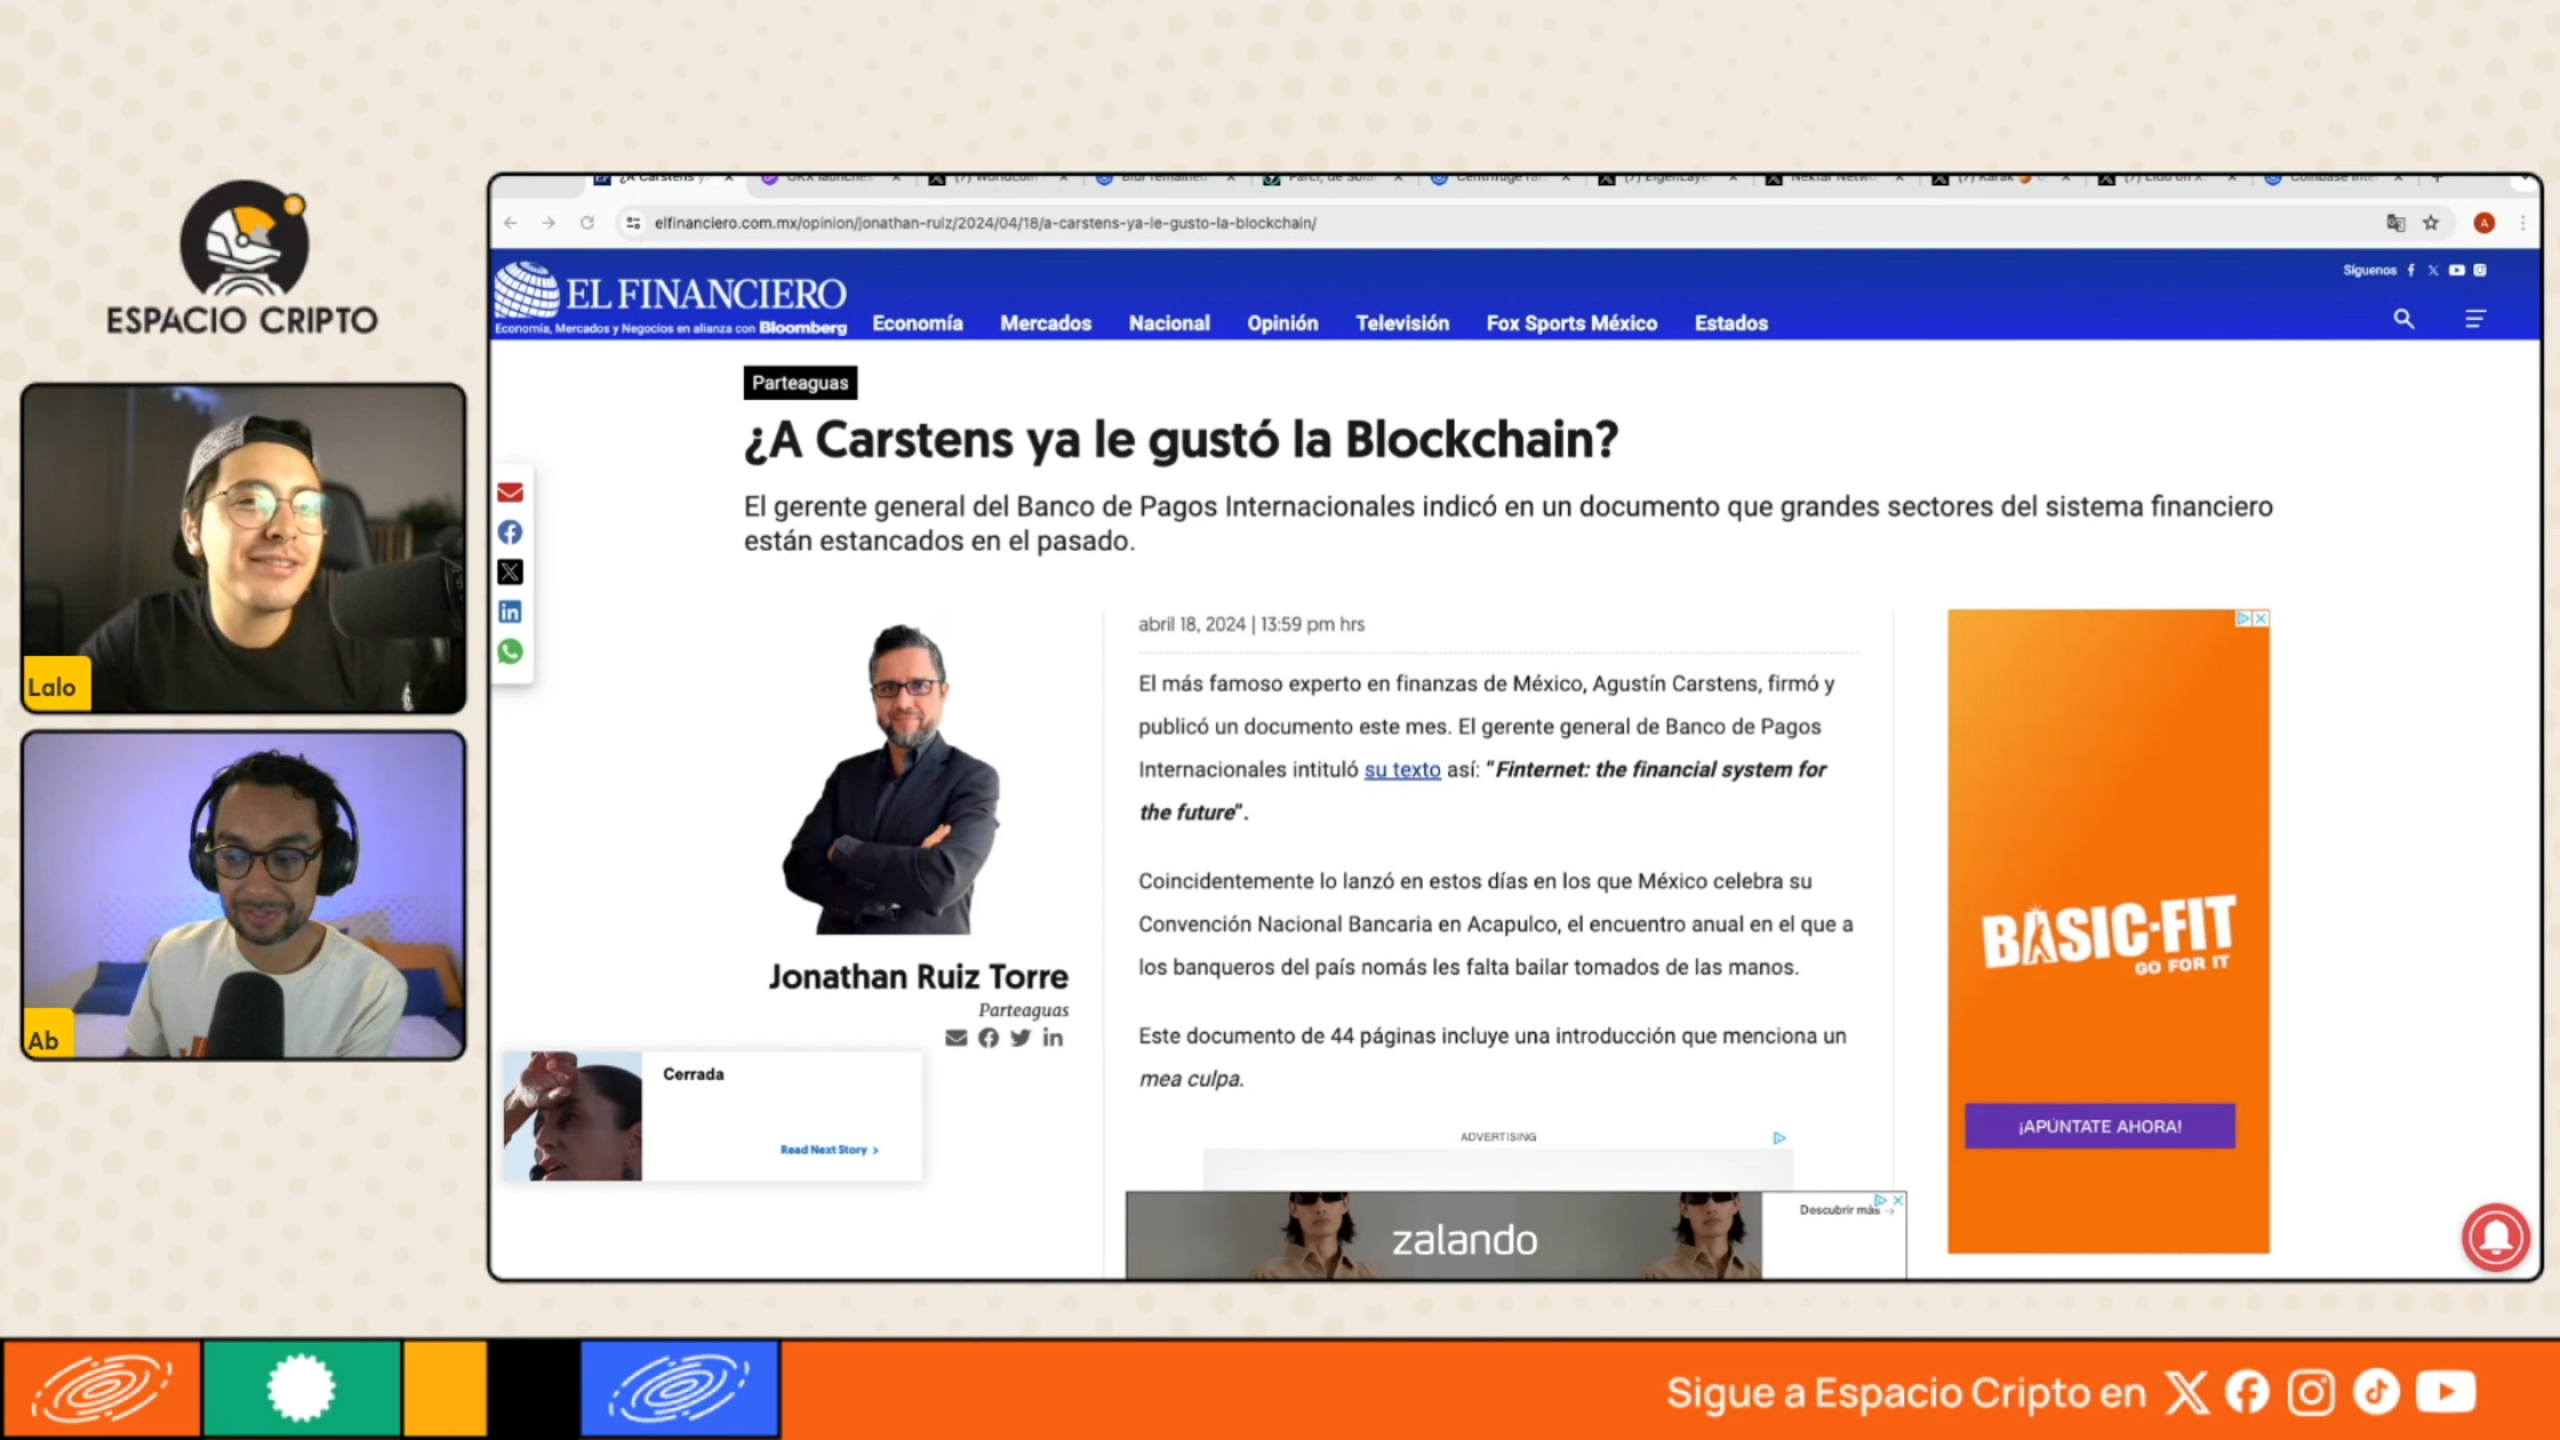 ESPACIO CRIPTO
Lalo
Ab
elfinanciero.com.mx/opinion/jonathan-ruiz/2024/04/18/a-carstens-ya-le-gusto-la-blockchain/
A
EL FINANCIERO
Economía, Mercados y Negocios en alianza con Bloomberg
Economía Mercados Nacional Opinión Televisión Fox Sports México Estados
Síguenos
Parteaguas
¿A Carstens ya le gustó la Blockchain?
El gerente general del Banco de Pagos Internacionales indicó en un documento que grandes sectores del sistema financiero
están estancados en el pasado.
abril 18, 2024 | 13:59 pm hrs
El más famoso experto en finanzas de México, Agustín Carstens, firmó y
publicó un documento este mes. El gerente general de Banco de Pagos
Internacionales intituló su texto así: “Finternet: the financial system for
the future”.
Coincidentemente lo lanzó en estos días en los que México celebra su
Convención Nacional Bancaria en Acapulco, el encuentro anual en el que a
los banqueros del país nomás les falta bailar tomados de las manos.
Este documento de 44 páginas incluye una introducción que menciona un
mea culpa.
Jonathan Ruiz Torre
Parteaguas
Cerrada
Read Next Story >
ADVERTISING
zalando
Descubrir más →
BASIC-FIT
GO FOR IT
¡APÚNTATE AHORA!
Sigue a Espacio Cripto en